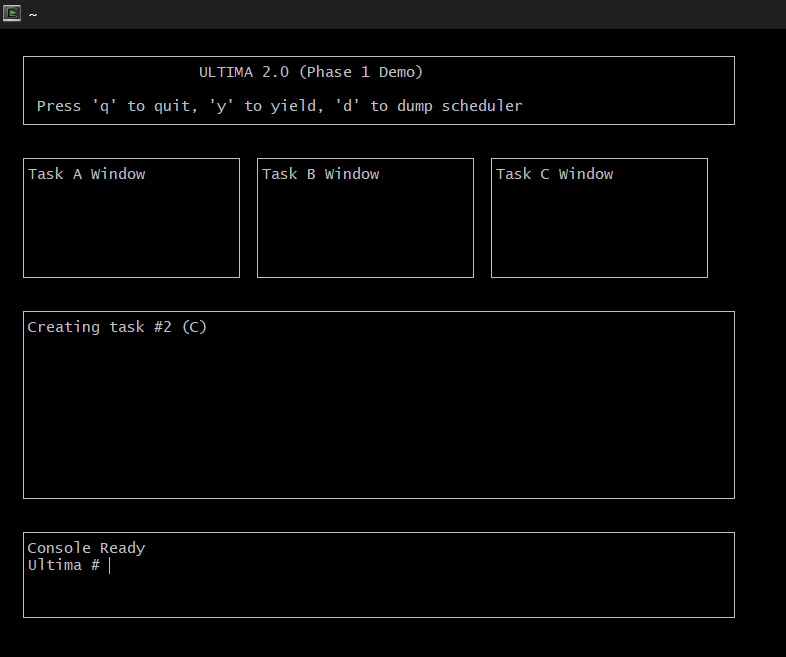 ~
ULTIMA 2.0 (Phase 1 Demo)
Press 'q' to quit, 'y' to yield, 'd' to dump scheduler
Task A Window
Task B Window
Task C Window
Creating task #2 (C)
Console Ready
Ultima #